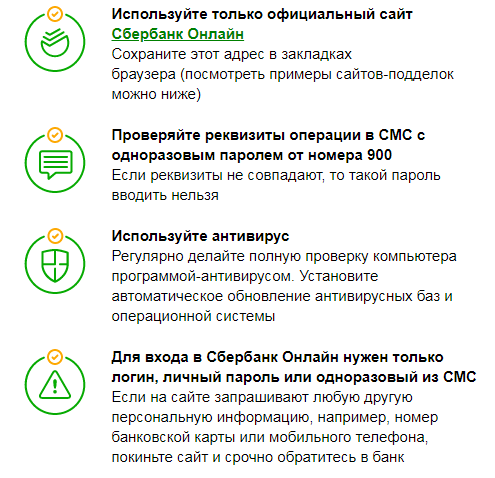 Используйте только официальный сайт
Сбербанк Онлайн
Сохраните этот адрес в закладках
браузера (посмотреть примеры сайтов-подделок
можно ниже)
Проверяйте реквизиты операции в СМС с
одноразовым паролем от номера 900
Если реквизиты не совпадают, то такой пароль
вводить нельзя
Используйте антивирус
Регулярно делайте полную проверку компьютера
программой-антивирусом. Установите
автоматическое обновление антивирусных баз и
операционной системы
Для входа в Сбербанк Онлайн нужен только
логин, личный пароль или одноразовый из СМС
Если на сайте запрашивают любую другую
персональную информацию, например, номер
банковской карты или мобильного телефона,
покиньте сайт и срочно обратитесь в банк